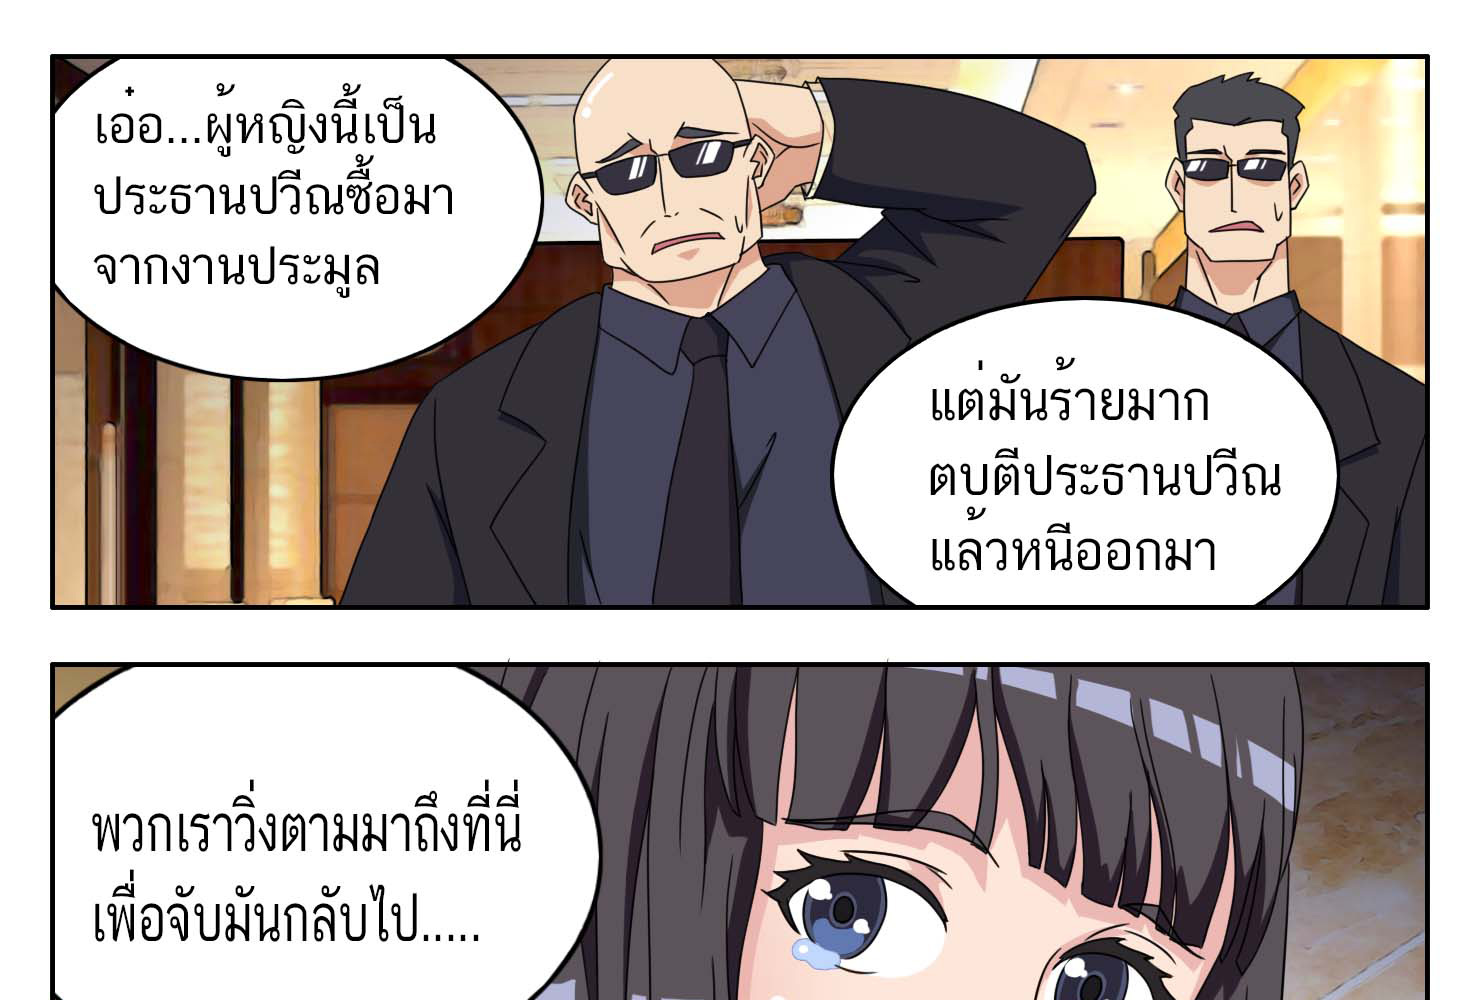 เอ๋อ...ผู้หญิงนี้เป็น
ประธานปวีณซื้อมา
จากงานประมูล
แต่มันร้ายมาก
ตบตีประธานปวีณ
แล้วหนีออกมา
พวกเราวิ่งตามมาถึงที่นี่
เพื่อจับมันกลับไป.....